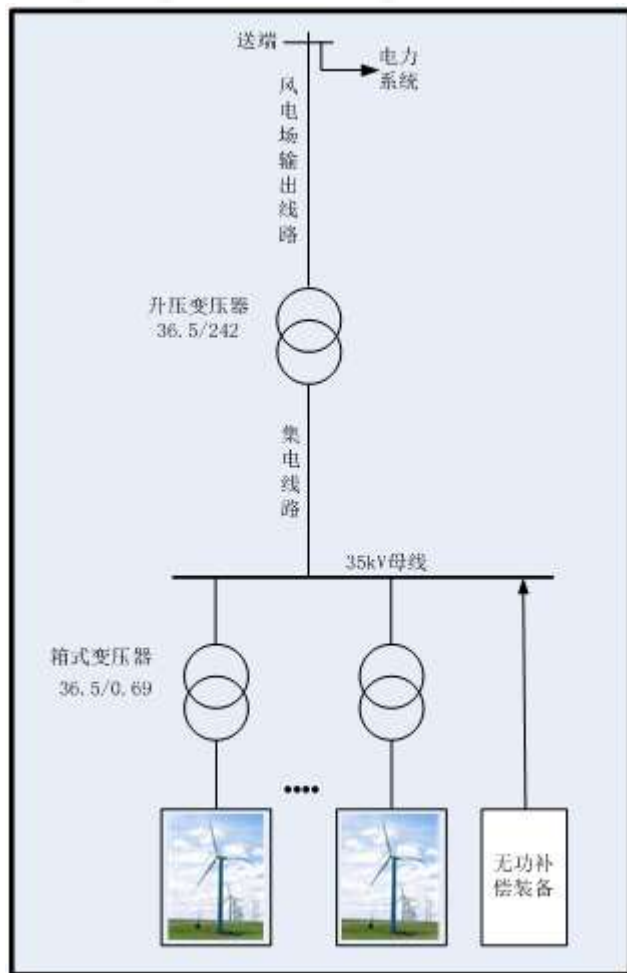 送端
电力
系统
风电场输出线路
升压变压器
36.5/242
集电线路
35kV母线
箱式变压器
36.5/0.69
无功补
偿装备